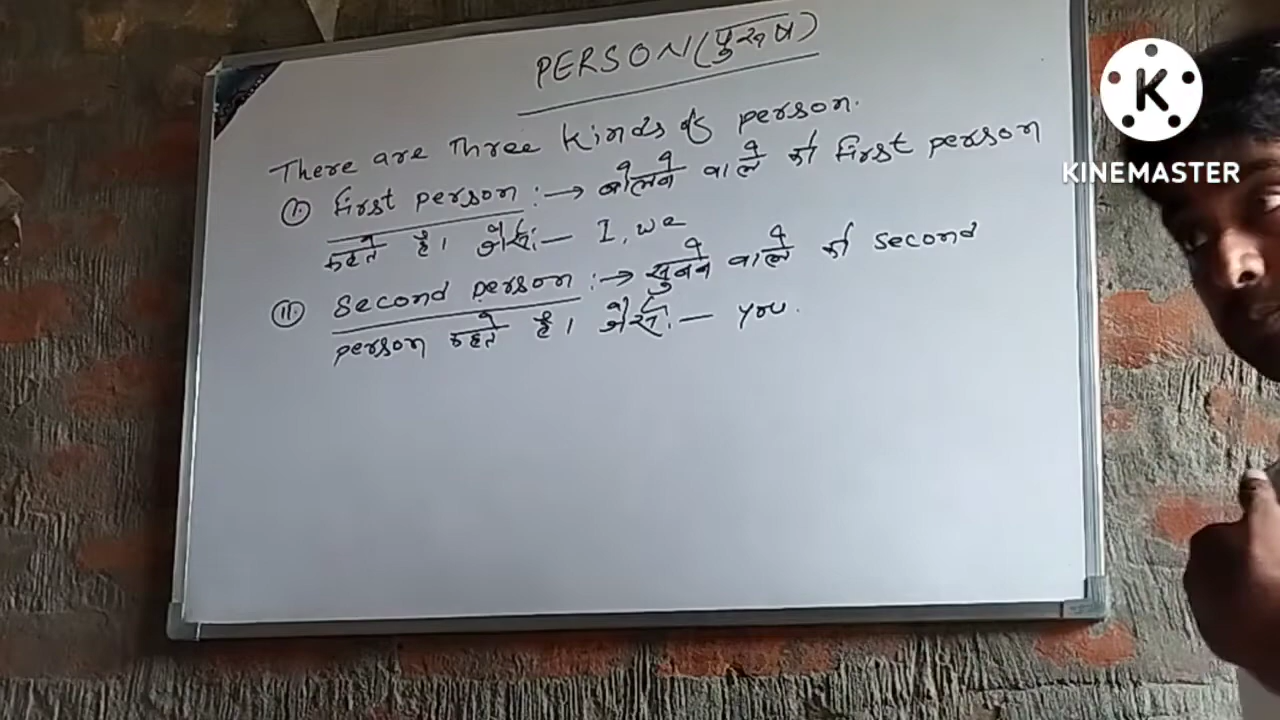 PERSON (पुरुष)
There are Three Kinds of person.
I. First person :→ बोलने वाले को First person
कहते है। जैसे:— I, we
II. Second person :→ सुनने वाले को second
person कहते है। जैसे:— you.
K
KINEMASTER